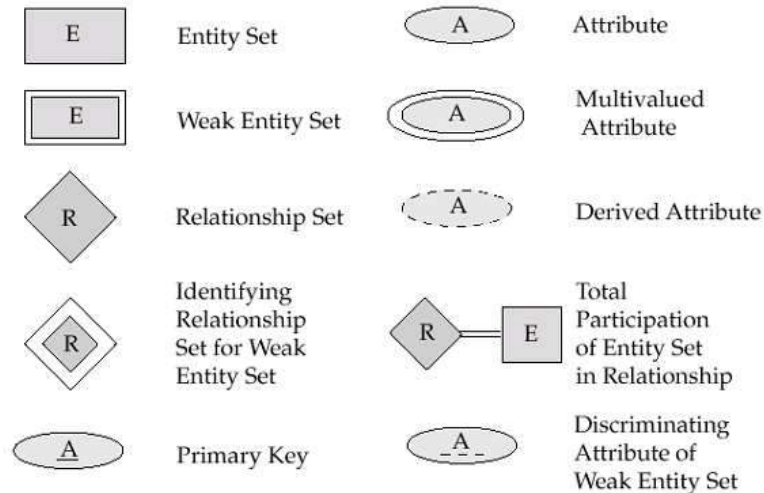 E
Entity Set
A
Attribute
E
Weak Entity Set
A
Multivalued
Attribute
R
Relationship Set
A
Derived Attribute
R
Identifying
Relationship
Set for Weak
Entity Set
R
E
Total
Participation
of Entity Set
in Relationship
A
Primary Key
A
Discriminating
Attribute of
Weak Entity Set